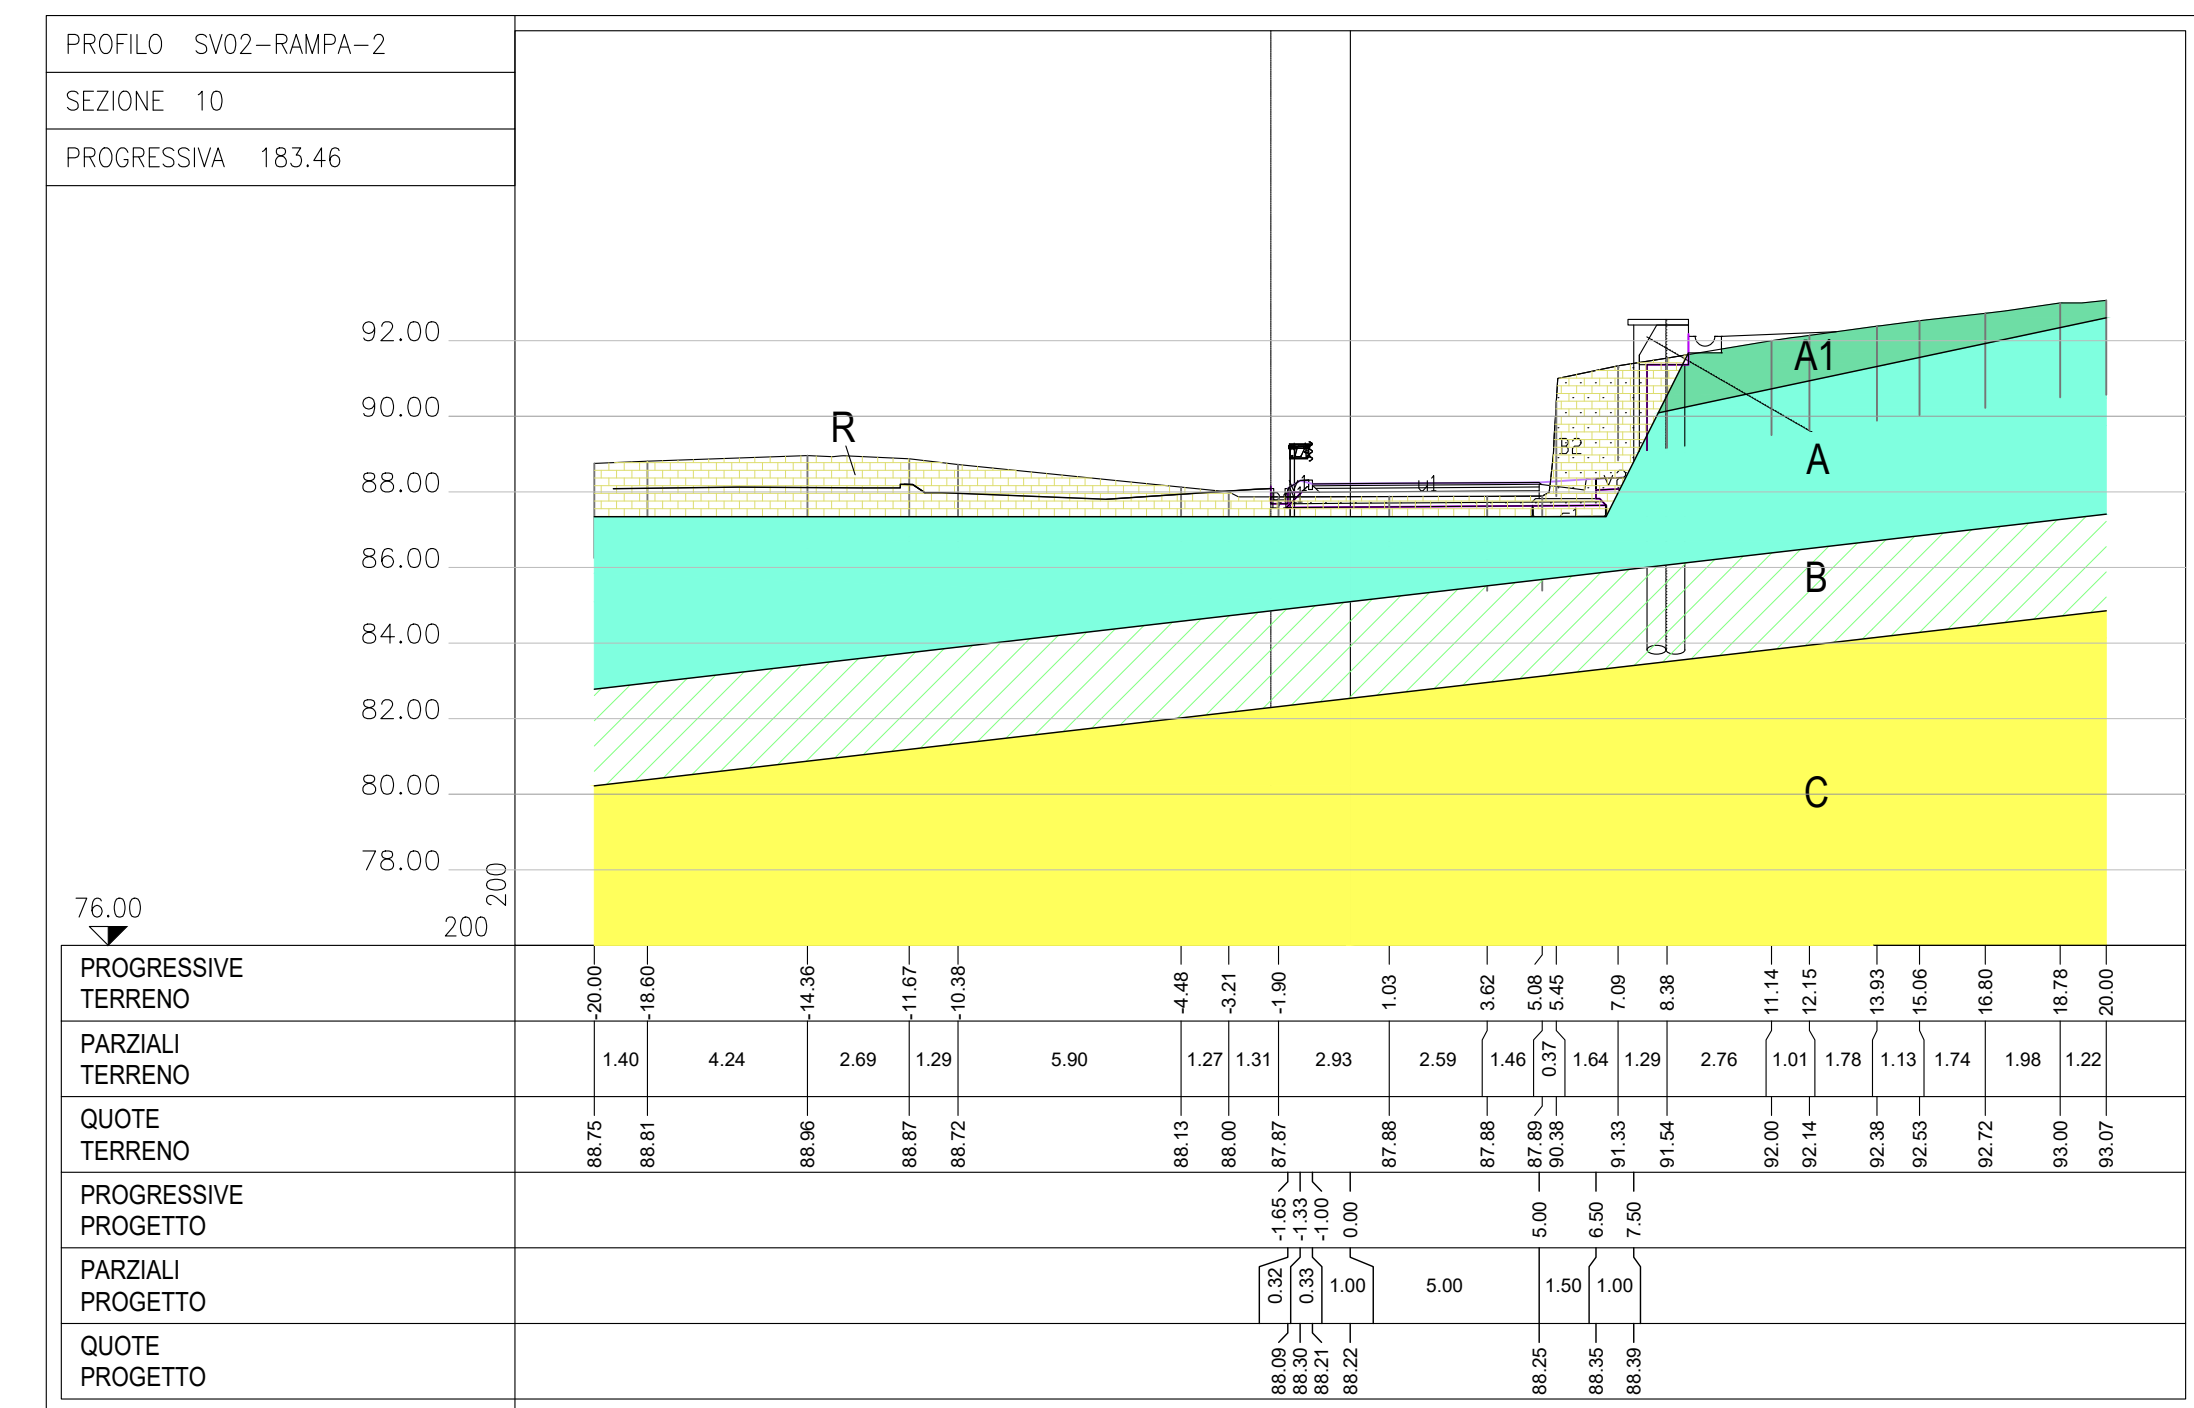 PROFILO SV02-RAMPA-2
SEZIONE 10
PROGRESSIVA 183.46
92.00
90.00
88.00
86.00
84.00
82.00
80.00
78.00
76.00
200
200
R
A1
A
B
C
B2
u1
PROGRESSIVE
TERRENO
-20.00 -18.60 -14.36 -11.67 -10.38 -4.48 -3.21 -1.90 1.03 3.62 5.08 5.45 7.09 8.38 11.14 12.15 13.93 15.06 16.80 18.78 20.00
PARZIALI
TERRENO
1.40 4.24 2.69 1.29 5.90 1.27 1.31 2.93 2.59 1.46 0.37 1.64 1.29 2.76 1.01 1.78 1.13 1.74 1.98 1.22
QUOTE
TERRENO
88.75 88.81 88.96 88.87 88.72 88.13 88.00 87.87 87.88 87.88 87.89 90.38 91.33 91.54 92.00 92.14 92.38 92.53 92.72 93.00 93.07
PROGRESSIVE
PROGETTO
-1.65 -1.33 -1.00 0.00 5.00 6.50 7.50
PARZIALI
PROGETTO
0.32 0.33 1.00 5.00 1.50 1.00
QUOTE
PROGETTO
88.09 88.30 88.21 88.22 88.25 88.35 88.39